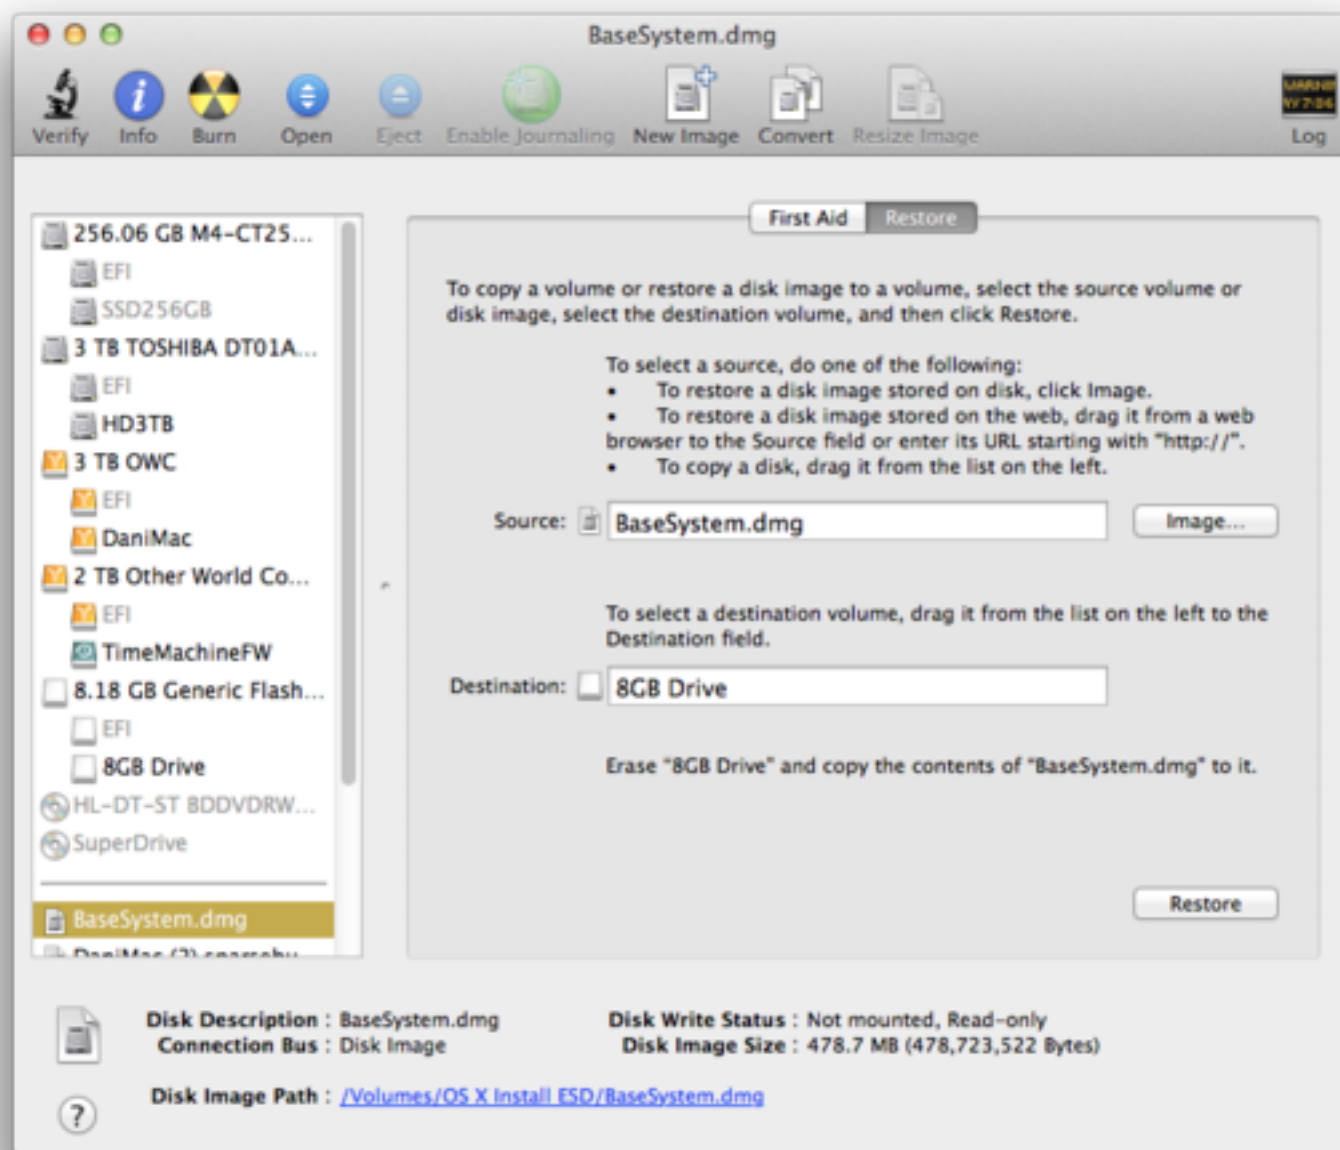 BaseSystem.dmg
Verify Info Burn Open Eject Enable Journaling New Image Convert Resize Image Log
First Aid Restore
256.06 GB M4-CT25...
EFI
SSD256GB
3 TB TOSHIBA DT01A...
EFI
HD3TB
3 TB OWC
EFI
DaniMac
2 TB Other World Co...
EFI
TimeMachineFW
8.18 GB Generic Flash...
EFI
8GB Drive
HL-DT-ST BDDVDRW...
SuperDrive
BaseSystem.dmg
DaniMac (2).sparsebu...
To copy a volume or restore a disk image to a volume, select the source volume or
disk image, select the destination volume, and then click Restore.
To select a source, do one of the following:
• To restore a disk image stored on disk, click Image.
• To restore a disk image stored on the web, drag it from a web
browser to the Source field or enter its URL starting with "http://".
• To copy a disk, drag it from the list on the left.
Source: BaseSystem.dmg Image...
To select a destination volume, drag it from the list on the left to the
Destination field.
Destination: 8GB Drive
Erase "8GB Drive" and copy the contents of "BaseSystem.dmg" to it.
Restore
Disk Description : BaseSystem.dmg
Connection Bus : Disk Image
Disk Write Status : Not mounted, Read-only
Disk Image Size : 478.7 MB (478,723,522 Bytes)
Disk Image Path : /Volumes/OS X Install ESD/BaseSystem.dmg
?